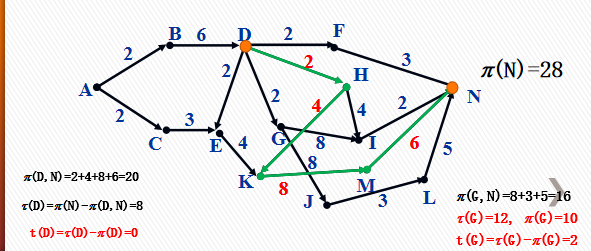 B 6 D 2 F
2 2 3
2 H π(N)=28
A 2 4 2 N
2 2 4
C 3 E G 8 I 6
4 8
K 8 M 5
J 3 L
π(D,N)=2+4+8+6=20
τ(D)=π(N)-π(D,N)=8
t(D)=τ(D)-π(D)=0
π(G,N)=8+3+5=16
τ(G)=12, π(G)=10
t(G)=τ(G)-π(G)=2